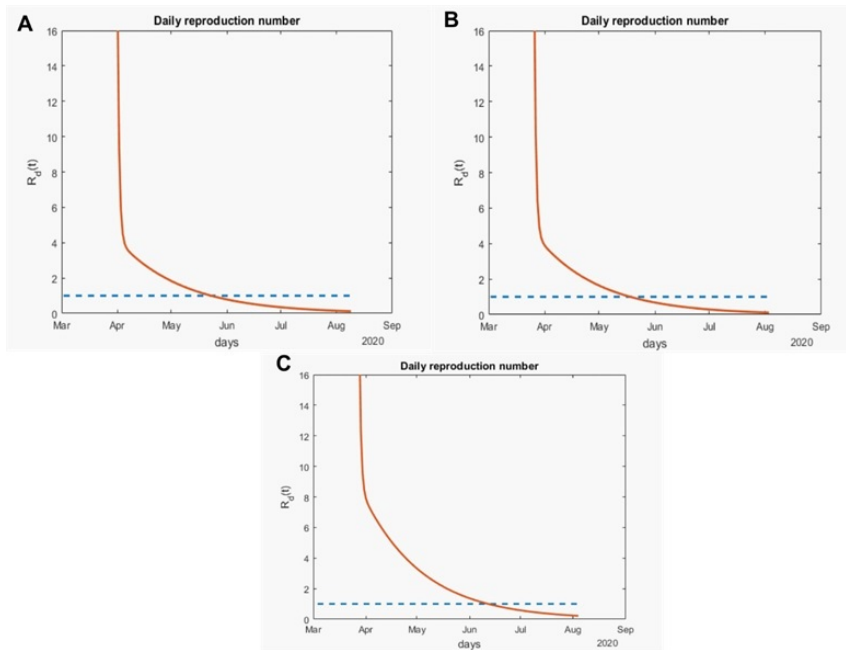 A
Daily reproduction number
16
14
12
10
8
6
4
2
0
R_d(t)
Mar Apr May Jun Jul Aug Sep
days 2020
B
Daily reproduction number
16
14
12
10
8
6
4
2
0
R_d(t)
Mar Apr May Jun Jul Aug Sep
days 2020
C
Daily reproduction number
16
14
12
10
8
6
4
2
0
R_d(t)
Mar Apr May Jun Jul Aug Sep
days 2020